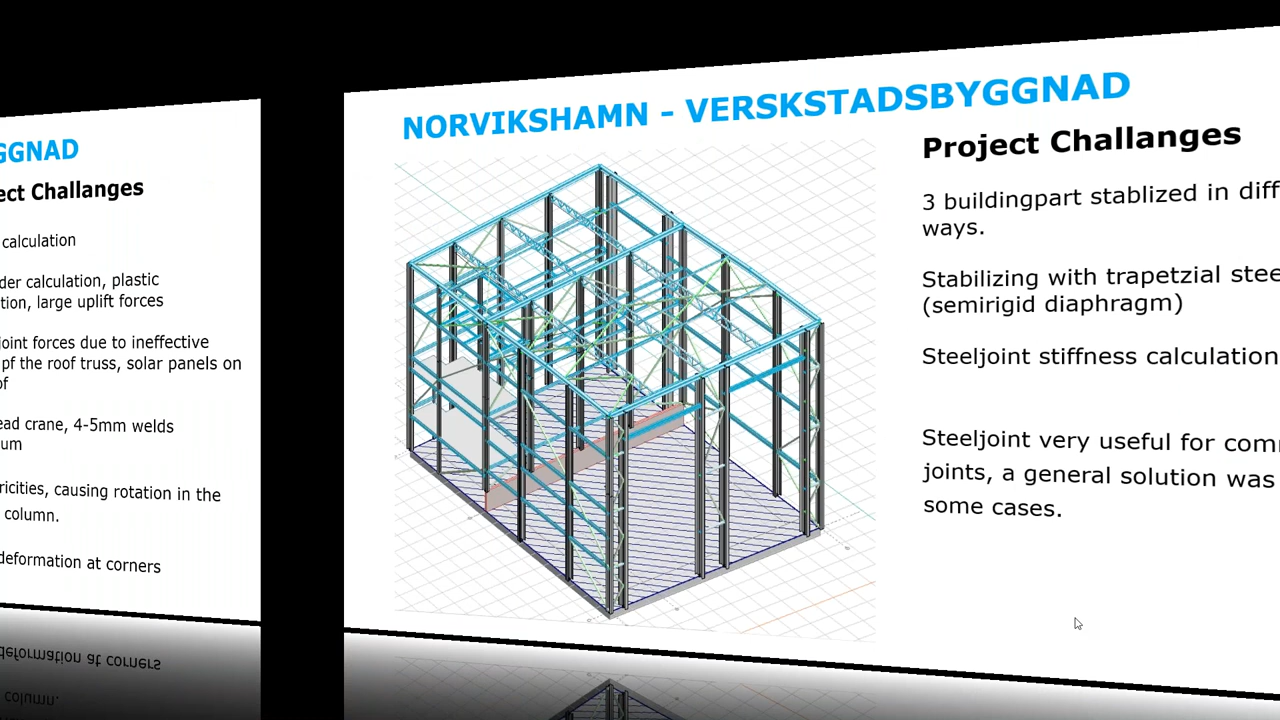 GGNAD
ect Challanges
calculation
der calculation, plastic
tion, large uplift forces
joint forces due to ineffective
pf the roof truss, solar panels on
of
ead crane, 4-5mm welds
um
ricities, causing rotation in the
column.
deformation at corners
NORVIKSHAMN - VERSKSTADSBYGGNAD
Project Challanges
3 buildingpart stablized in diff
ways.
Stabilizing with trapetzial stee
(semirigid diaphragm)
Steeljoint stiffness calculation
Steeljoint very useful for com
joints, a general solution was
some cases.